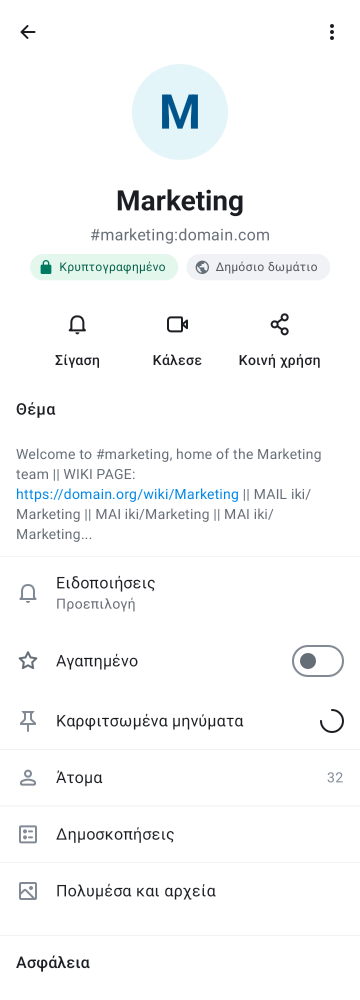 M
Marketing
#marketing:domain.com
Κρυπτογραφημένο
Δημόσιο δωμάτιο
Σίγαση
Κάλεσε
Κοινή χρήση
Θέμα
Welcome to #marketing, home of the Marketing
team || WIKI PAGE:
https://domain.org/wiki/Marketing || MAIL iki/
Marketing || MAI iki/Marketing || MAI iki/
Marketing...
Ειδοποιήσεις
Προεπιλογή
Αγαπημένο
Καρφιτσωμένα μηνύματα
Άτομα 32
Δημοσκοπήσεις
Πολυμέσα και αρχεία
Ασφάλεια